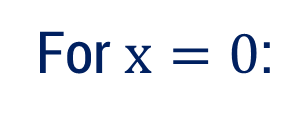 For x = 0: